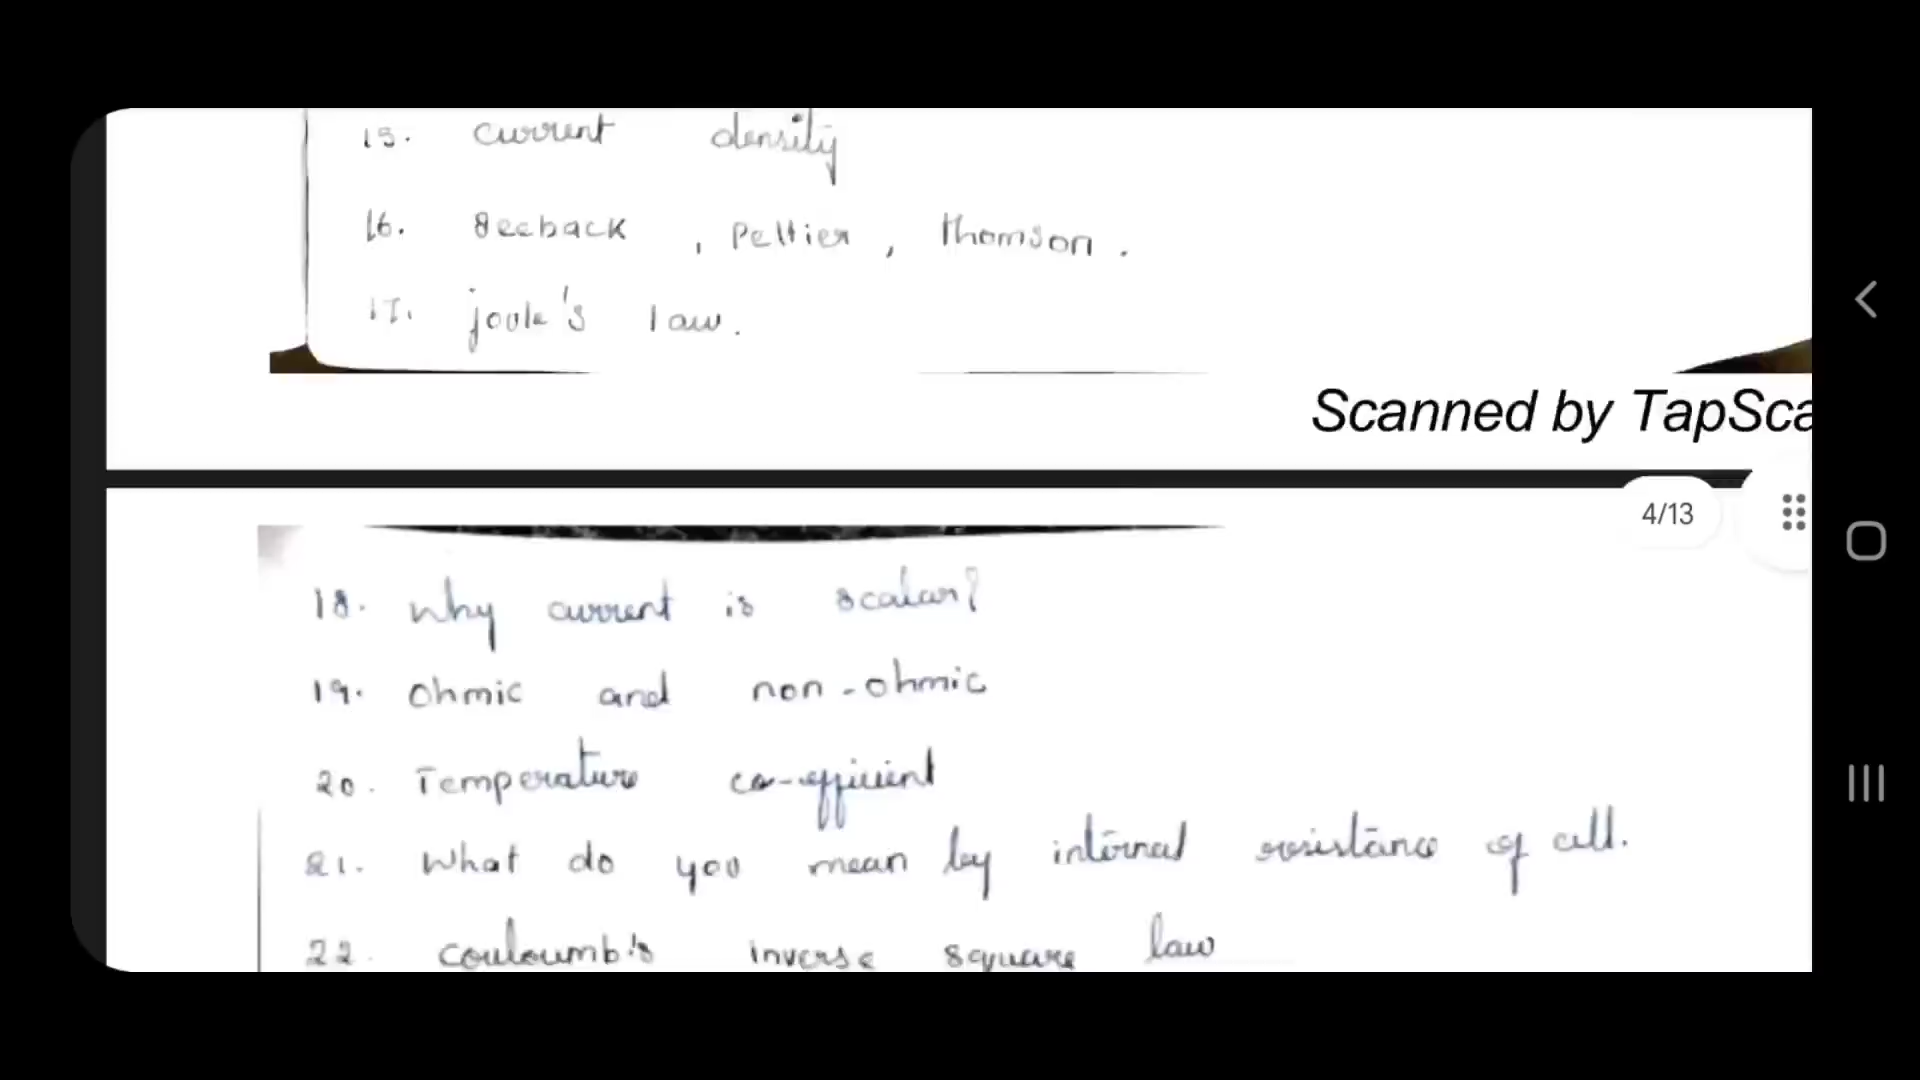 15. current density
16. Seeback , Peltier , thomson .
17. joule's law.
Scanned by TapSca
4/13
18. Why current is scalar?
19. Ohmic and non-ohmic
20. Temperature co-efficient
21. What do you mean by internal resistance of cell.
22. Couloumb's inverse square law